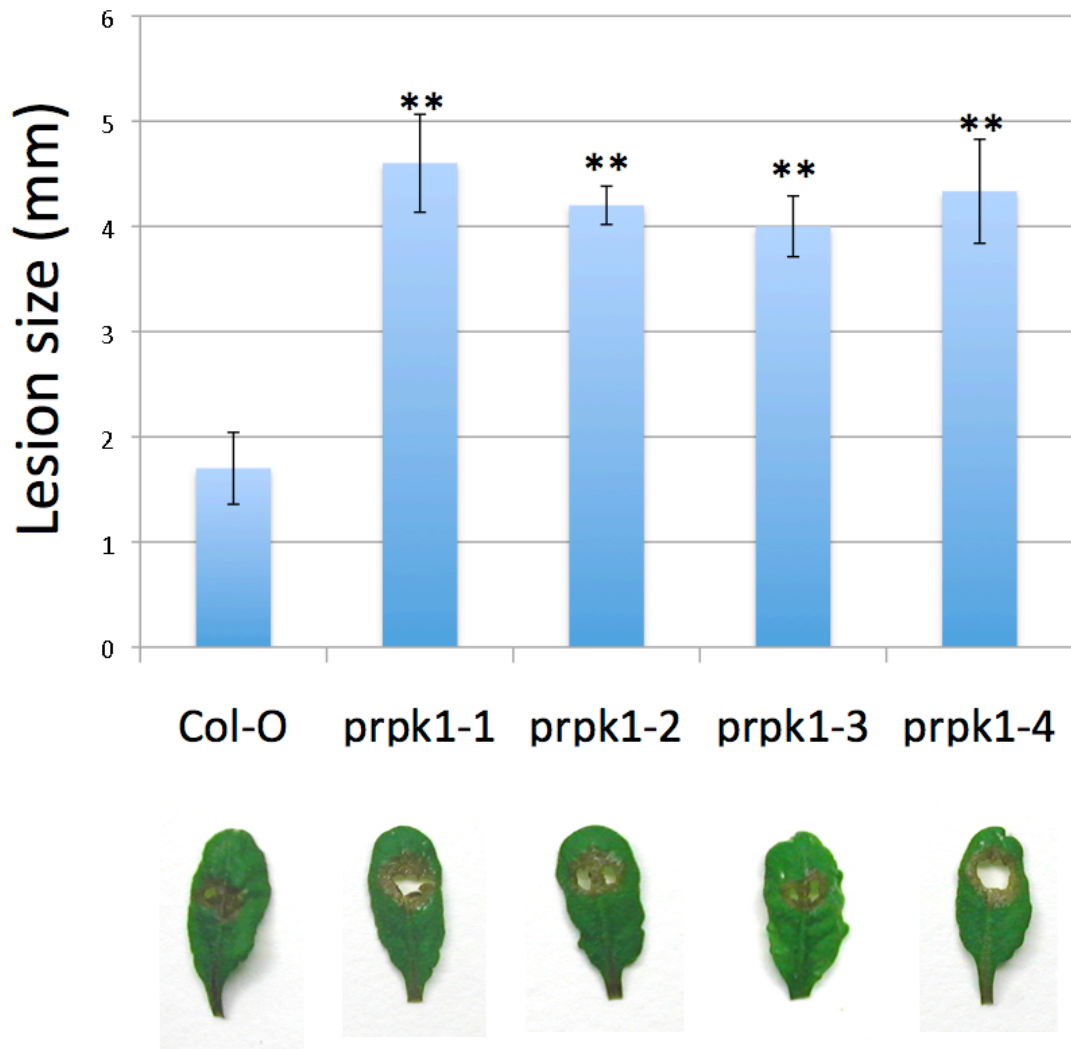 Lesion size (mm)
6
5
4
3
2
1
0
**
**
**
**
Col-O
prpk1-1
prpk1-2
prpk1-3
prpk1-4